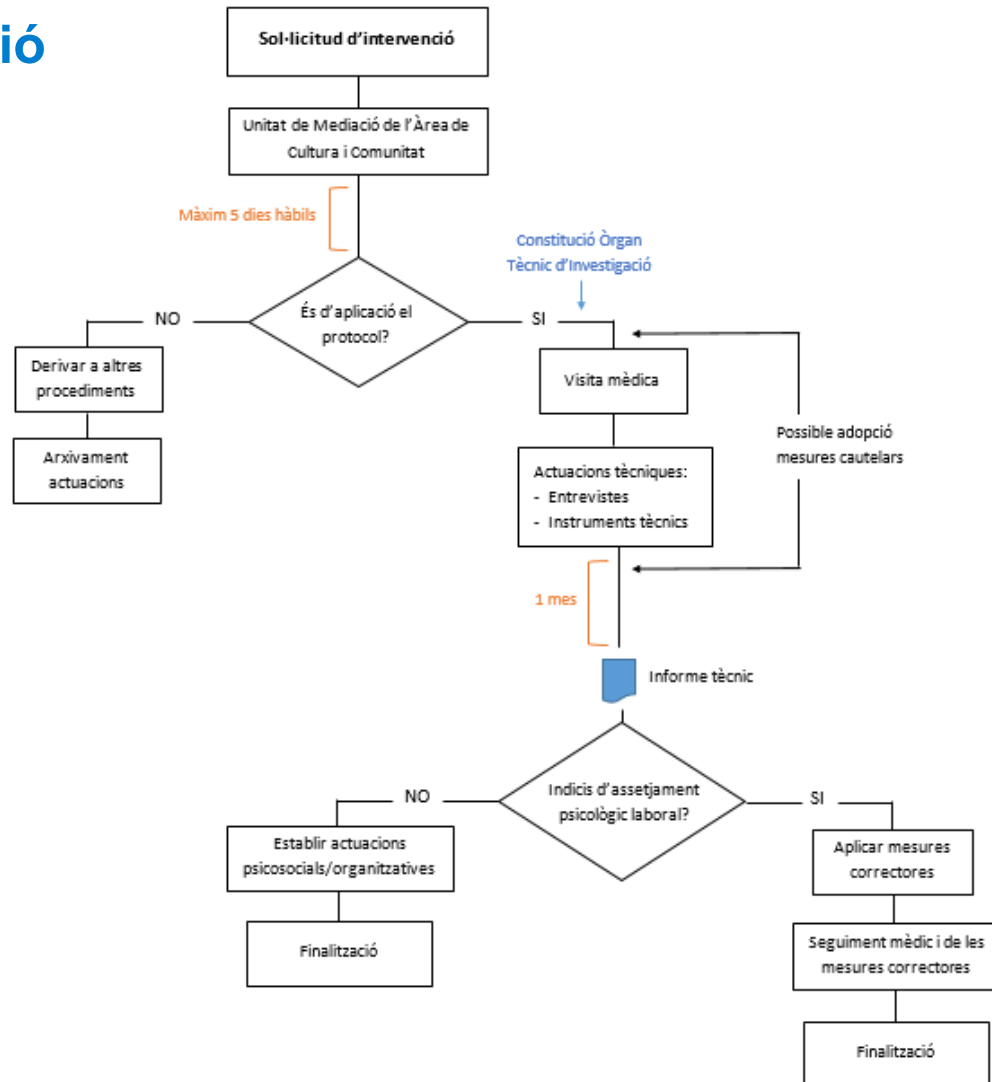 ió
Sol·licitud d'intervenció
Unitat de Mediació de l'Àrea de
Cultura i Comunitat
Màxim 5 dies hàbils
Constitució Òrgan
Tècnic d'Investigació
És d'aplicació el
protocol?
NO
SI
Derivar a altres
procediments
Visita mèdica
Arxivament
actuacions
Possible adopció
mesures cautelars
Actuacions tècniques:
- Entrevistes
- Instruments tècnics
1 mes
Informe tècnic
Indicis d'assetjament
psicològic laboral?
NO
SI
Establir actuacions
psicosocials/organitzatives
Aplicar mesures
correctores
Finalització
Seguiment mèdic i de les
mesures correctores
Finalització